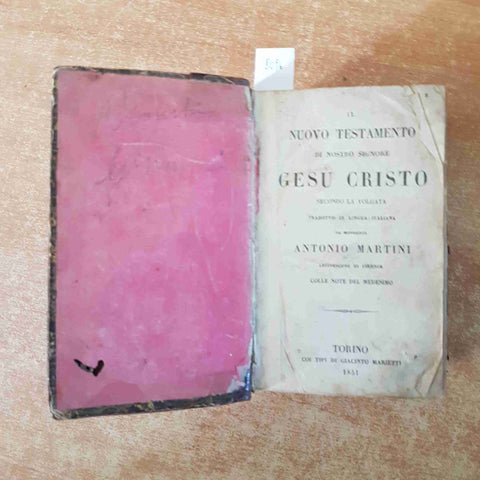 IL
NUOVO TESTAMENTO
DI NOSTRO SIGNORE
GESÙ CRISTO
SECONDO LA VOLGATA
TRADOTTO IN LINGUA ITALIANA
DA MONSIGNOR
ANTONIO MARTINI
ARCIVESCOVO DI FIRENZE
COLLE NOTE DEL MEDESIMO
TORINO
COI TIPI DI GIACINTO MARIETTI
1851